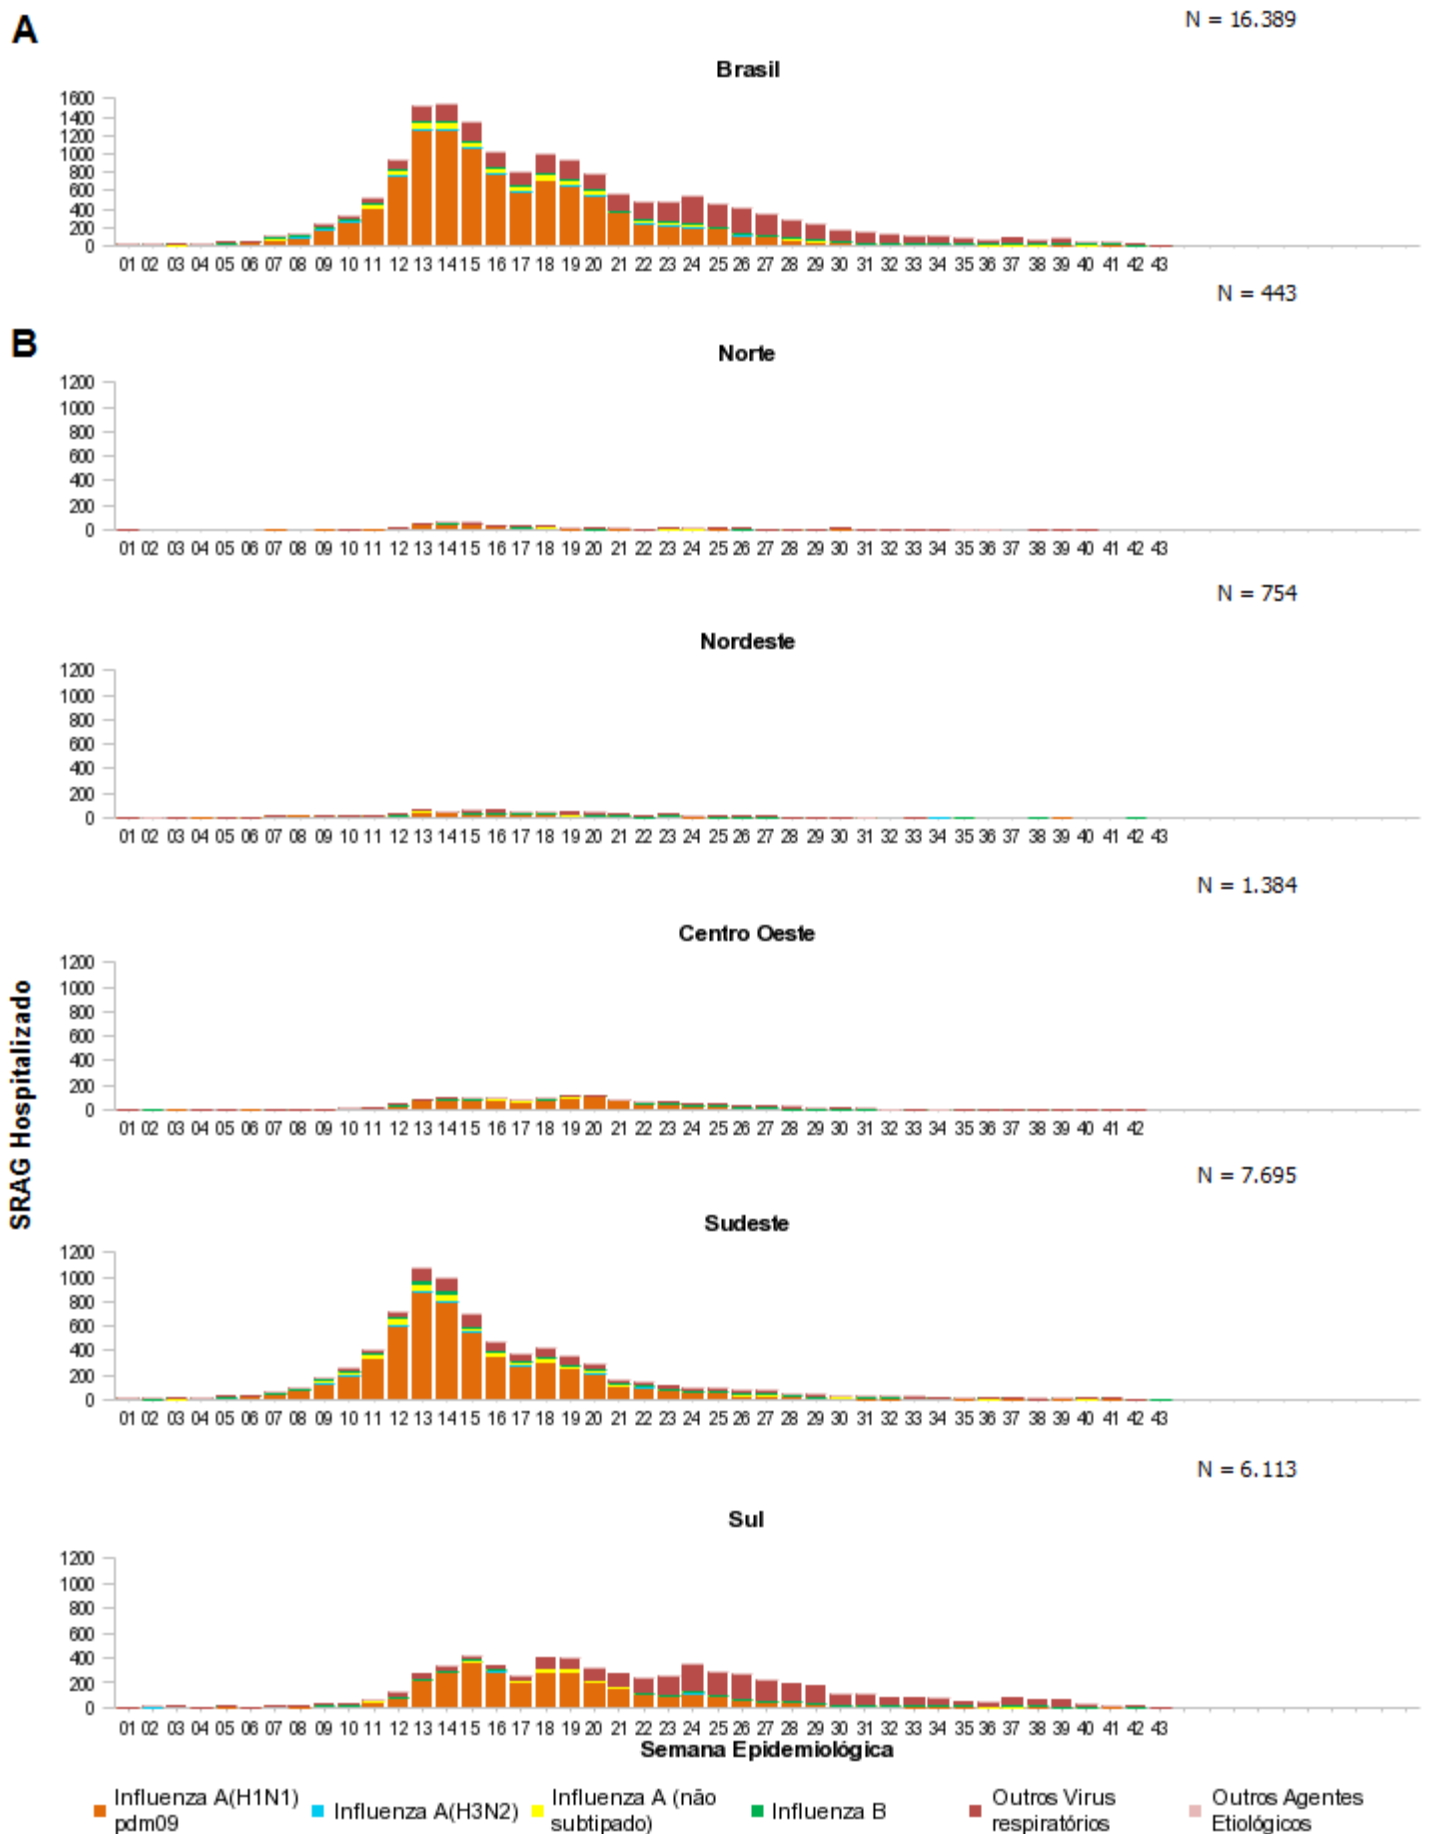 A
N = 16.389
Brasil
1600
1400
1200
1000
800
600
400
200
0
01 02 03 04 05 06 07 08 09 10 11 12 13 14 15 16 17 18 19 20 21 22 23 24 25 26 27 28 29 30 31 32 33 34 35 36 37 38 39 40 41 42 43
N = 443
B
Norte
1200
1000
800
600
400
200
0
01 02 03 04 05 06 07 08 09 10 11 12 13 14 15 16 17 18 19 20 21 22 23 24 25 26 27 28 29 30 31 32 33 34 35 36 37 38 39 40 41 42 43
N = 754
Nordeste
1200
1000
800
600
400
200
0
01 02 03 04 05 06 07 08 09 10 11 12 13 14 15 16 17 18 19 20 21 22 23 24 25 26 27 28 29 30 31 32 33 34 35 36 37 38 39 40 41 42 43
N = 1.384
Centro Oeste
1200
1000
800
600
400
200
0
01 02 03 04 05 06 07 08 09 10 11 12 13 14 15 16 17 18 19 20 21 22 23 24 25 26 27 28 29 30 31 32 33 34 35 36 37 38 39 40 41 42
SRAG Hospitalizado
N = 7.695
Sudeste
1200
1000
800
600
400
200
0
01 02 03 04 05 06 07 08 09 10 11 12 13 14 15 16 17 18 19 20 21 22 23 24 25 26 27 28 29 30 31 32 33 34 35 36 37 38 39 40 41 42 43
N = 6.113
Sul
1200
1000
800
600
400
200
0
01 02 03 04 05 06 07 08 09 10 11 12 13 14 15 16 17 18 19 20 21 22 23 24 25 26 27 28 29 30 31 32 33 34 35 36 37 38 39 40 41 42 43
Semana Epidemiológica
Influenza A(H1N1)
pdm09
Influenza A(H3N2)
Influenza A (não
subtipado)
Influenza B
Outros Virus
respiratórios
Outros Agentes
Etiológicos